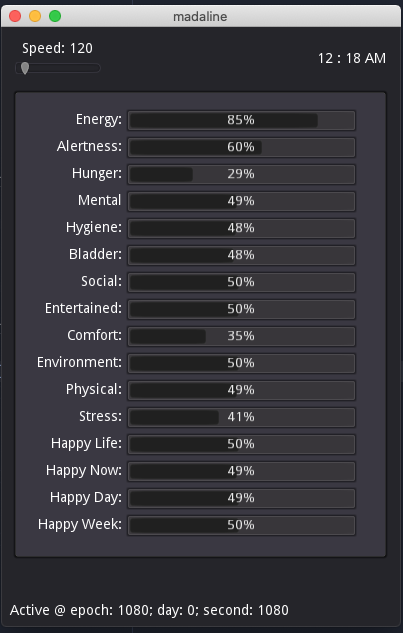 madaline
Speed: 120
12 : 18 AM
Energy: 85%
Alertness: 60%
Hunger: 29%
Mental 49%
Hygiene: 48%
Bladder: 48%
Social: 50%
Entertained: 50%
Comfort: 35%
Environment: 50%
Physical: 49%
Stress: 41%
Happy Life: 50%
Happy Now: 49%
Happy Day: 49%
Happy Week: 50%
Active @ epoch: 1080; day: 0; second: 1080